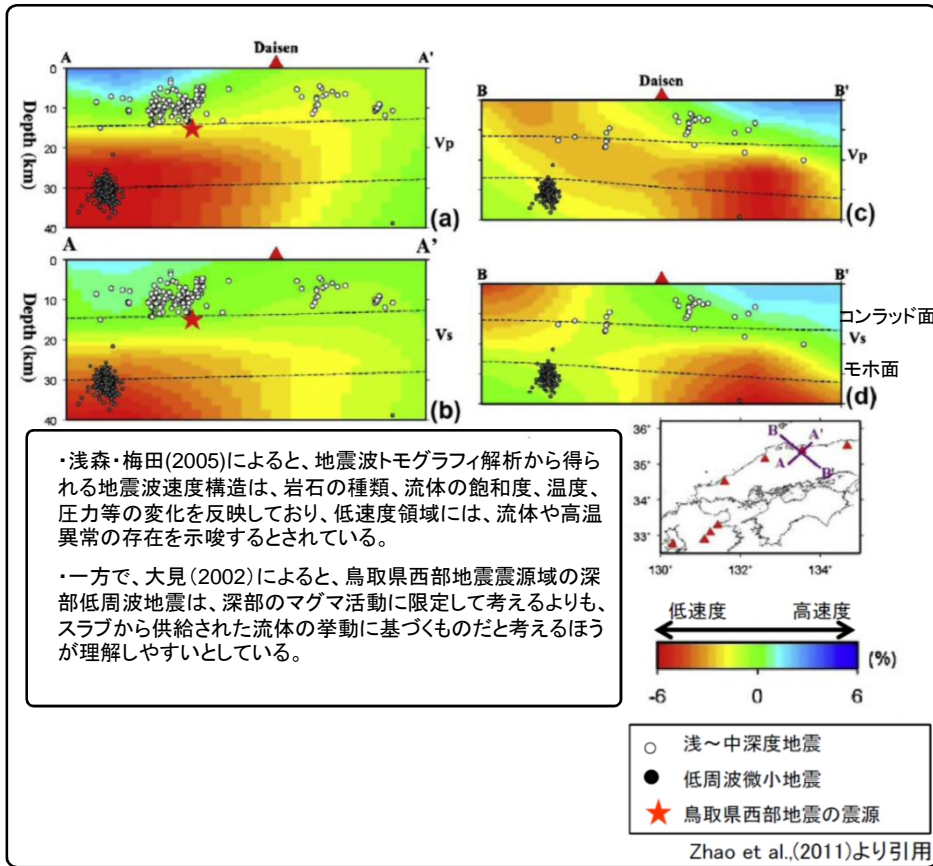 A Daisen A'
Depth (km)
0
10
20
30
40
Vp
(a)
A A'
Depth (km)
0
10
20
30
40
Vs
(b)
B Daisen B'
Vp
(c)
B B'
コンラッド面
Vs
モホ面
(d)
・浅森・梅田(2005)によると、地震波トモグラフィ解析から得ら
れる地震波速度構造は、岩石の種類、流体の飽和度、温度、
圧力等の変化を反映しており、低速度領域には、流体や高温
異常の存在を示唆するとされている。
・一方で、大見(2002)によると、鳥取県西部地震震源域の深
部低周波地震は、深部のマグマ活動に限定して考えるよりも、
スラブから供給された流体の挙動に基づくものだと考えるほう
が理解しやすいとしている。
36°
35°
34°
33°
130° 132° 134°
B A'
A B'
低速度 高速度
(%)
-6 0 6
浅～中深度地震
低周波微小地震
鳥取県西部地震の震源
Zhao et al.,(2011)より引用